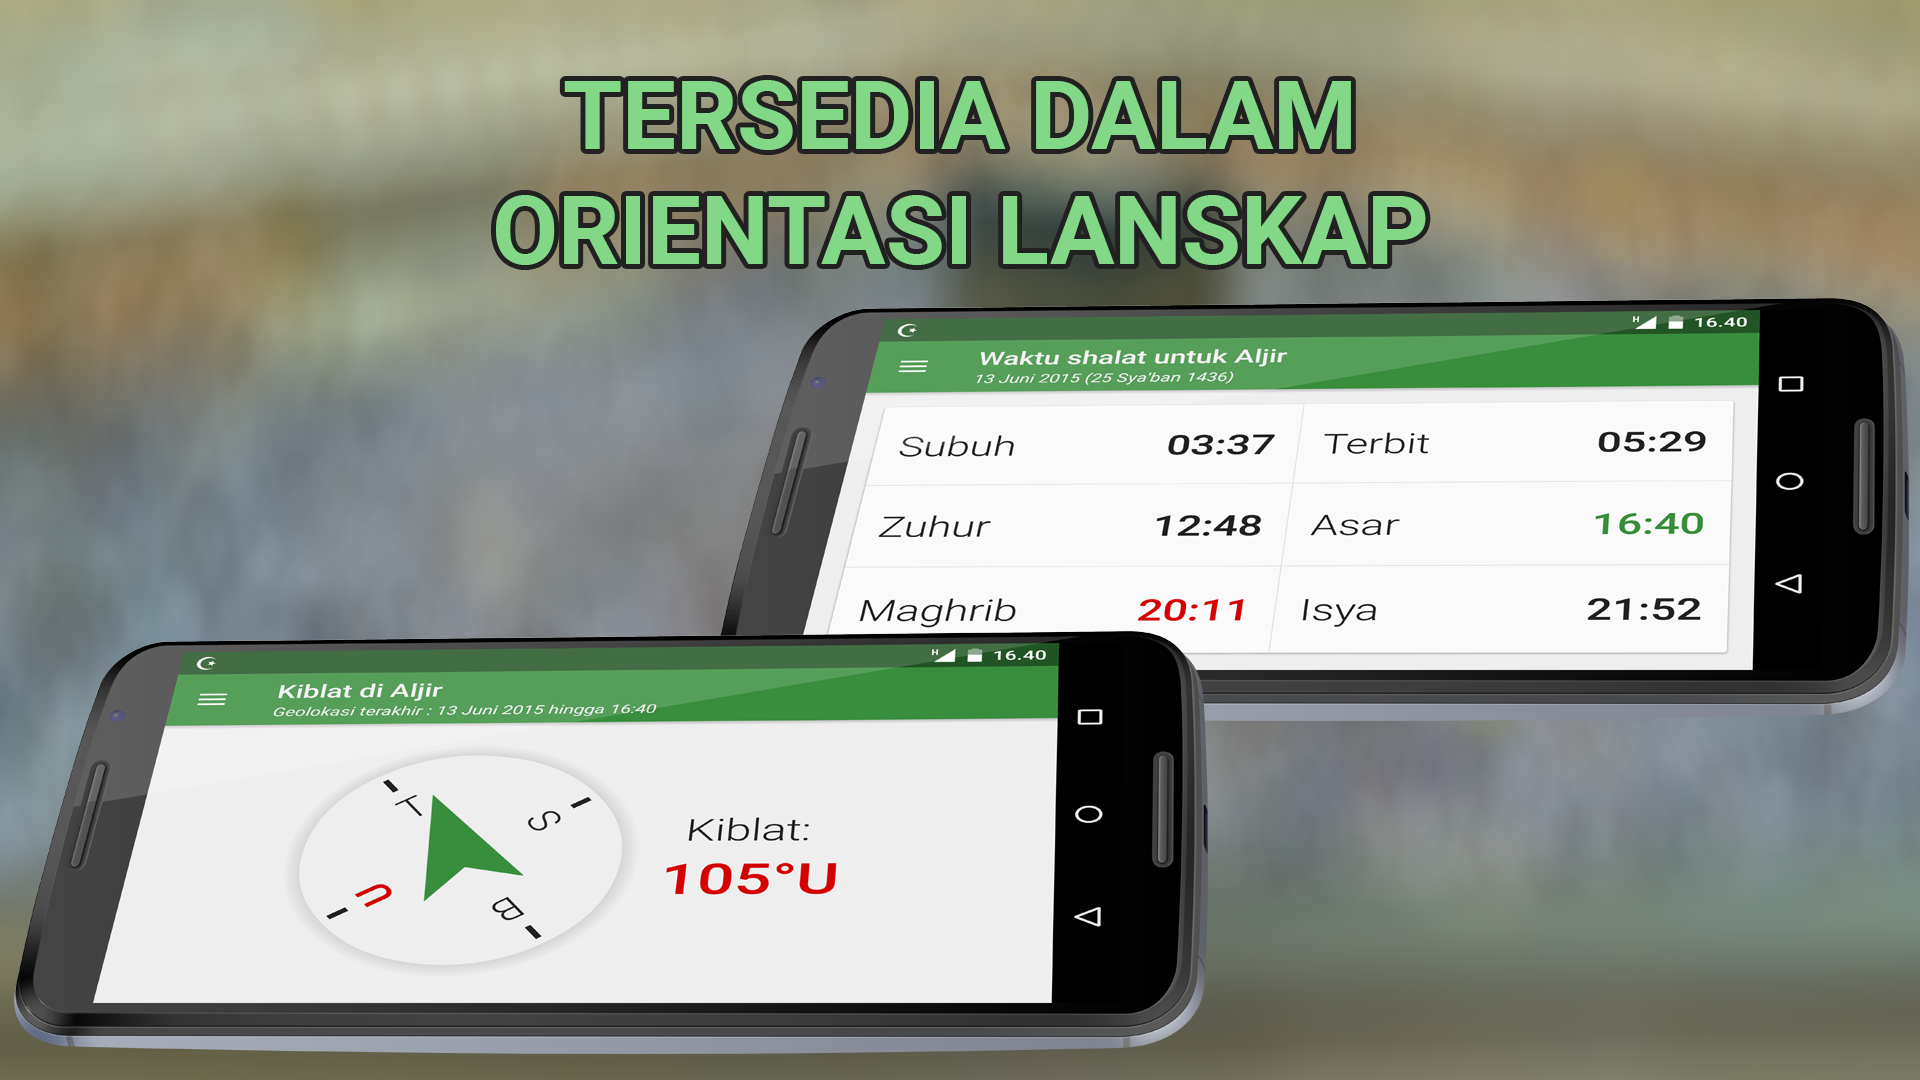 TERSEDIA DALAM
ORIENTASI LANSKAP
H 16.40
Waktu shalat untuk Aljir
13 Juni 2015 (25 Sya'ban 1436)
Subuh 03:37 Terbit 05:29
Zuhur 12:48 Asar 16:40
Maghrib 20:11 Isya 21:52
H 16.40
Kiblat di Aljir
Geolokasi terakhir : 13 Juni 2015 hingga 16:40
T S
U B
Kiblat:
105°U